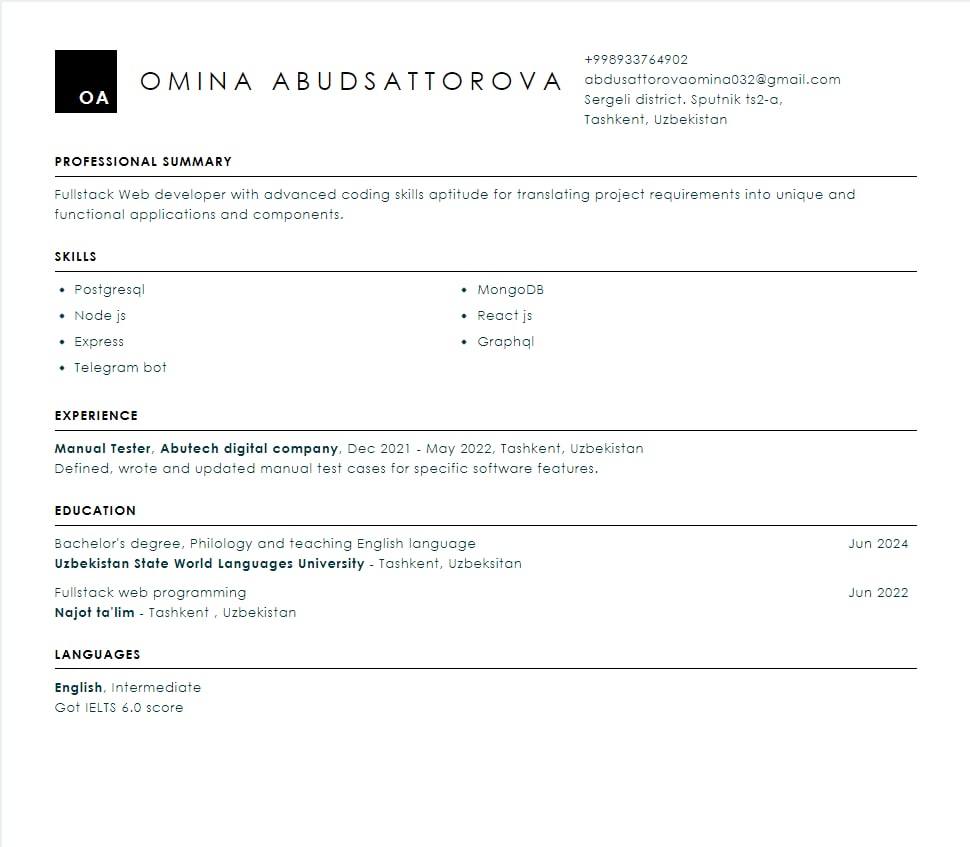 OA
OMINA ABUDSATTOROVA
+998933764902
abdusattorovaomina032@gmail.com
Sergeli district. Sputnik ts2-a,
Tashkent, Uzbekistan
PROFESSIONAL SUMMARY
Fullstack Web developer with advanced coding skills aptitude for translating project requirements into unique and
functional applications and components.
SKILLS
• Postgresql
• Node js
• Express
• Telegram bot
• MongoDB
• React js
• Graphql
EXPERIENCE
Manual Tester, Abutech digital company, Dec 2021 - May 2022, Tashkent, Uzbekistan
Defined, wrote and updated manual test cases for specific software features.
EDUCATION
Bachelor's degree, Philology and teaching English language Jun 2024
Uzbekistan State World Languages University - Tashkent, Uzbeksitan
Fullstack web programming Jun 2022
Najot ta'lim - Tashkent , Uzbekistan
LANGUAGES
English, Intermediate
Got IELTS 6.0 score